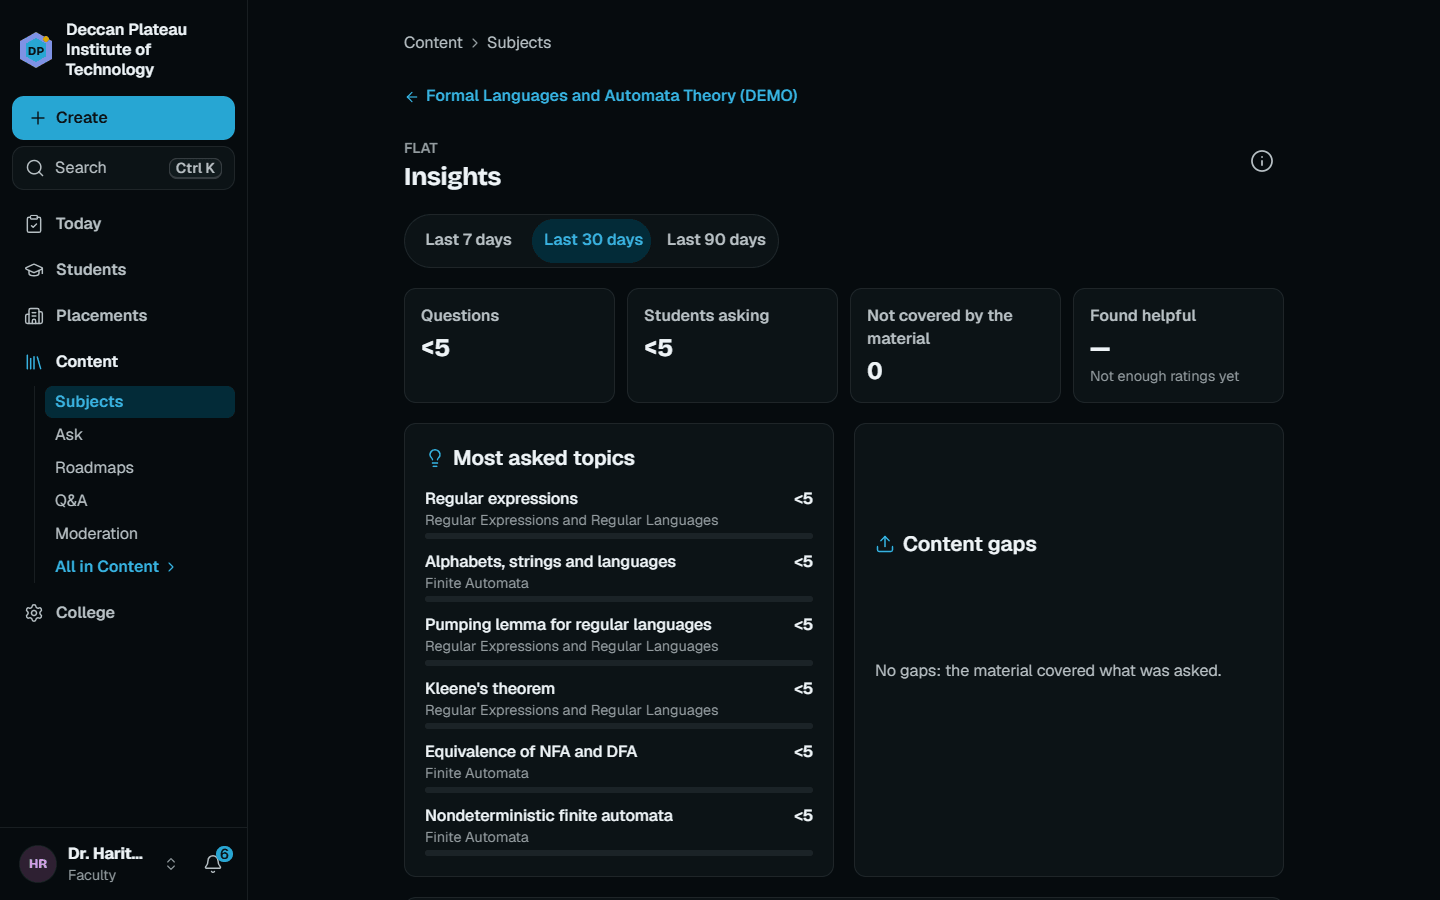 Deccan Plateau
Institute of
Technology
DP
Create
Search
Ctrl K
Today
Students
Placements
Content
Subjects
Ask
Roadmaps
Q&A
Moderation
All in Content
College
HR
Dr. Harit...
Faculty
6
Content > Subjects
← Formal Languages and Automata Theory (DEMO)
FLAT
Insights
Last 7 days
Last 30 days
Last 90 days
Questions
<5
Students asking
<5
Not covered by the
material
0
Found helpful
—
Not enough ratings yet
Most asked topics
Regular expressions <5
Regular Expressions and Regular Languages
Alphabets, strings and languages <5
Finite Automata
Pumping lemma for regular languages <5
Regular Expressions and Regular Languages
Kleene's theorem <5
Regular Expressions and Regular Languages
Equivalence of NFA and DFA <5
Finite Automata
Nondeterministic finite automata <5
Finite Automata
Content gaps
No gaps: the material covered what was asked.